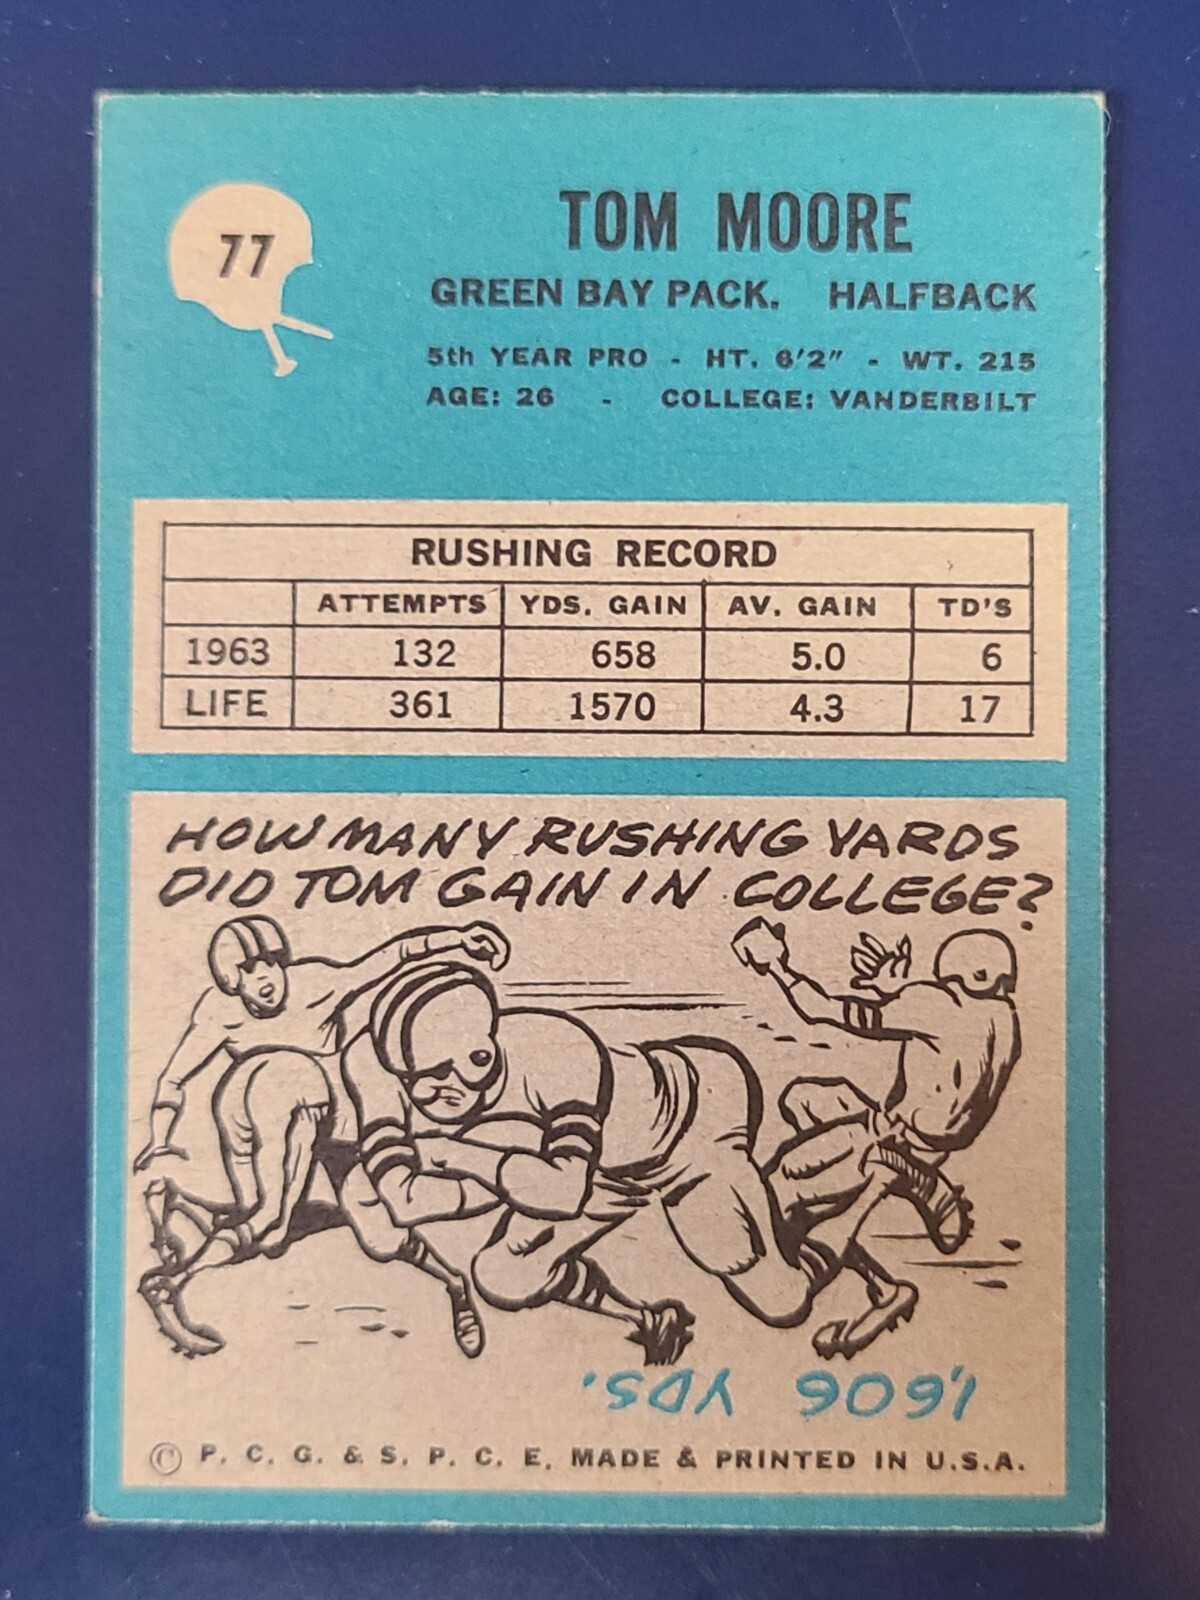 77
TOM MOORE
GREEN BAY PACK. HALFBACK
5th YEAR PRO - HT. 6'2" - WT. 215
AGE: 26 - COLLEGE: VANDERBILT
RUSHING RECORD
ATTEMPTS YDS. GAIN AV. GAIN TD'S
1963 132 658 5.0 6
LIFE 361 1570 4.3 17
HOW MANY RUSHING YARDS
DID TOM GAIN IN COLLEGE?
1,606 YDS.
© P. C. G. & S. P. C. E. MADE & PRINTED IN U.S.A.